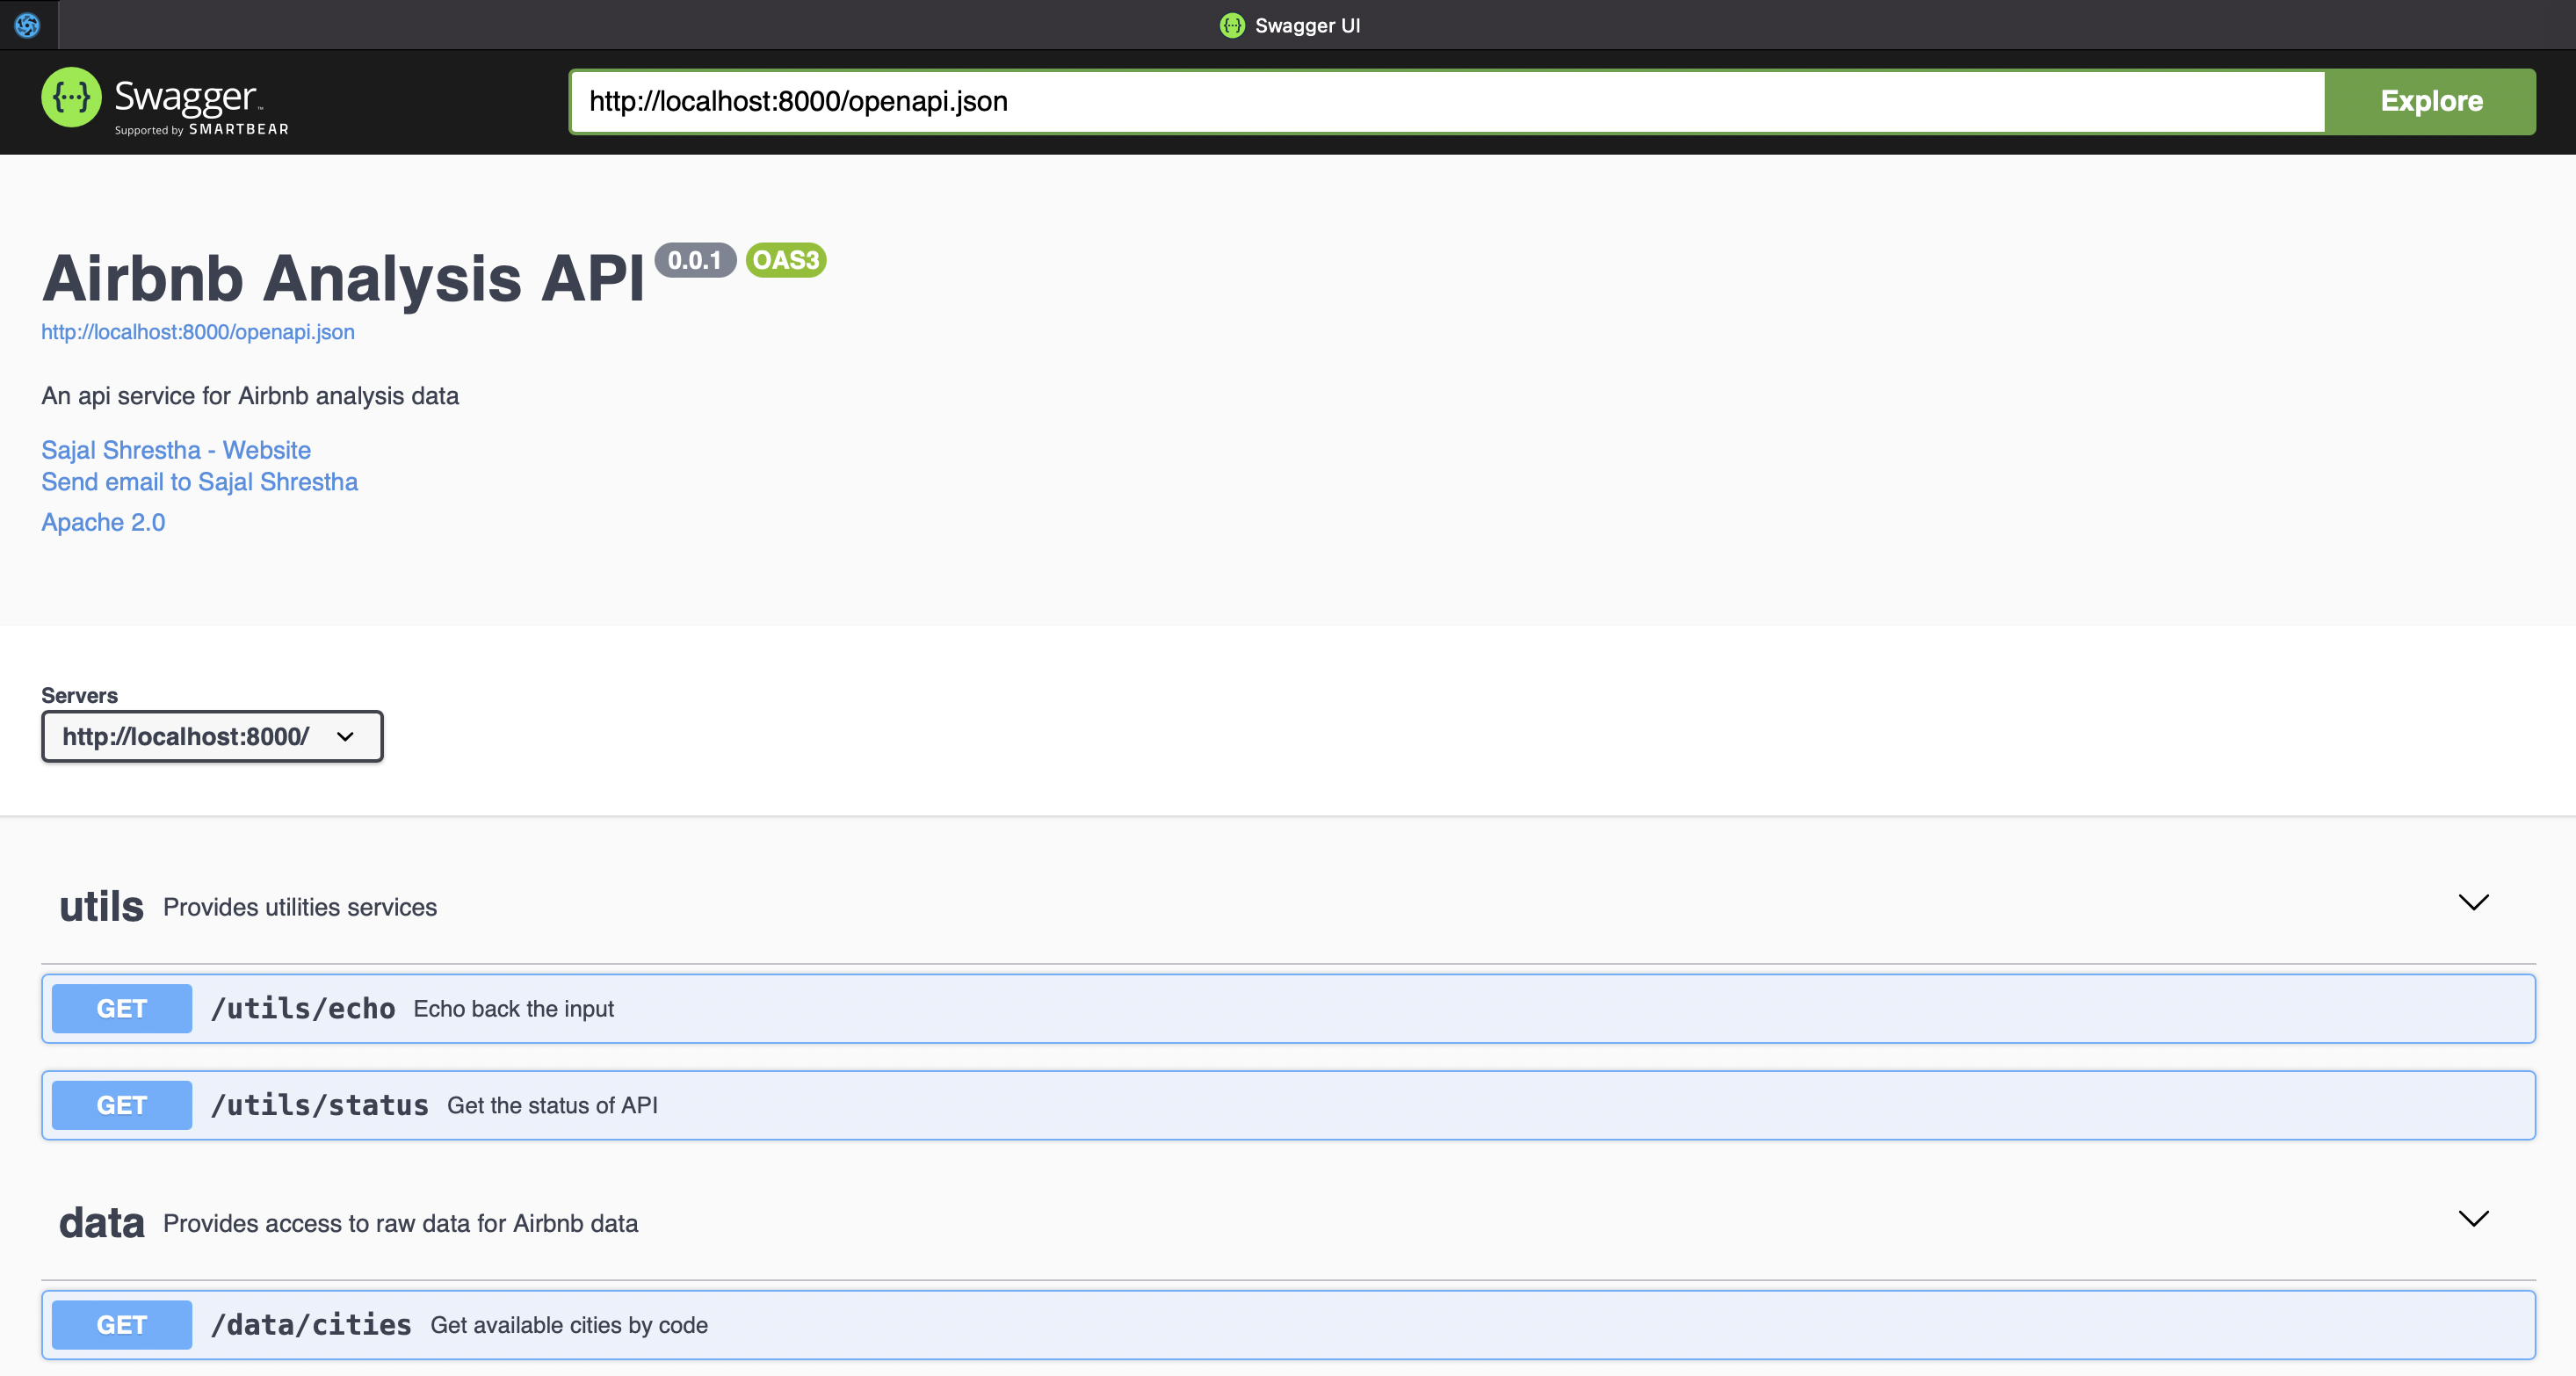 Swagger UI
Swagger™
Supported by SMARTBEAR
http://localhost:8000/openapi.json
Explore
Airbnb Analysis API 0.0.1 OAS3
http://localhost:8000/openapi.json
An api service for Airbnb analysis data
Sajal Shrestha - Website
Send email to Sajal Shrestha
Apache 2.0
Servers
http://localhost:8000/
utils Provides utilities services
GET /utils/echo Echo back the input
GET /utils/status Get the status of API
data Provides access to raw data for Airbnb data
GET /data/cities Get available cities by code